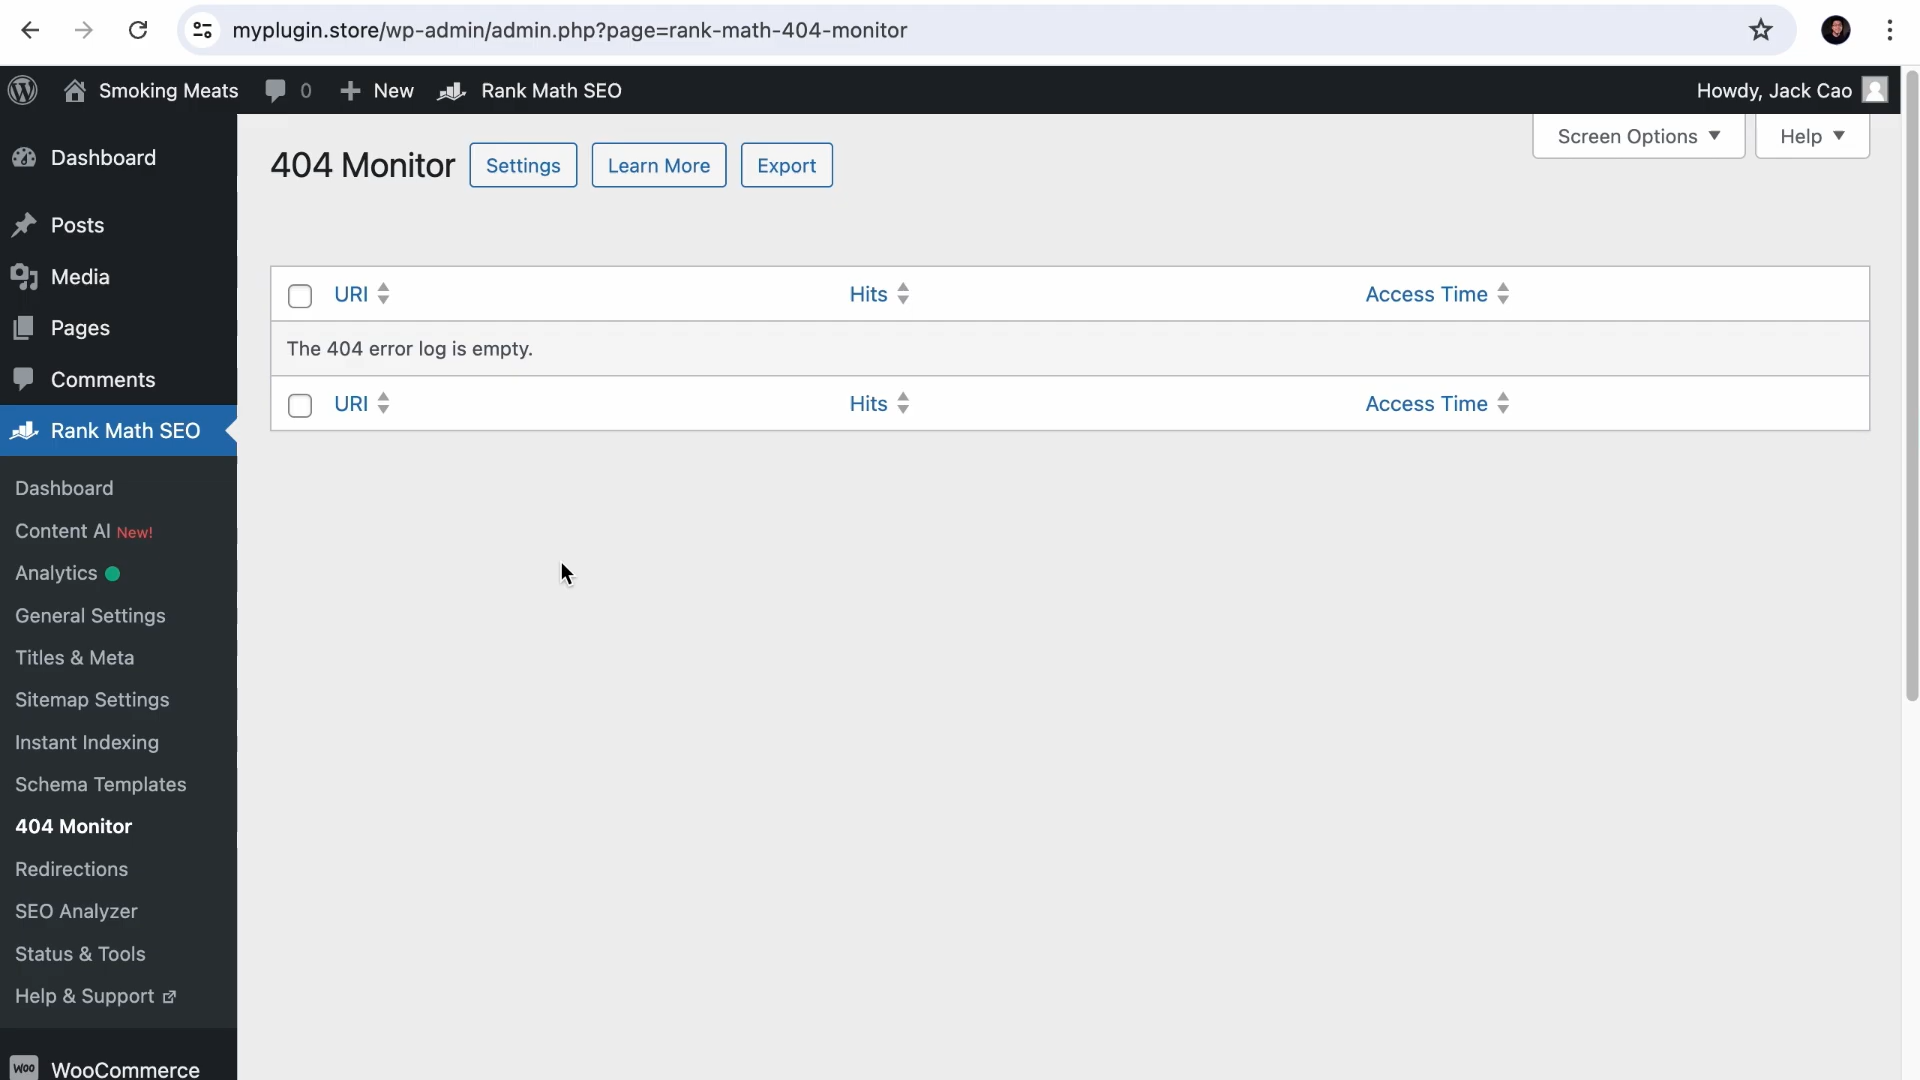 myplugin.store/wp-admin/admin.php?page=rank-math-404-monitor
Smoking Meats 0 New Rank Math SEO Howdy, Jack Cao
Screen Options Help
404 Monitor Settings Learn More Export
Dashboard
Posts
Media
Pages
Comments
Rank Math SEO
Dashboard
Content AI New!
Analytics
General Settings
Titles & Meta
Sitemap Settings
Instant Indexing
Schema Templates
404 Monitor
Redirections
SEO Analyzer
Status & Tools
Help & Support
Woo WooCommerce
URI Hits Access Time
The 404 error log is empty.
URI Hits Access Time